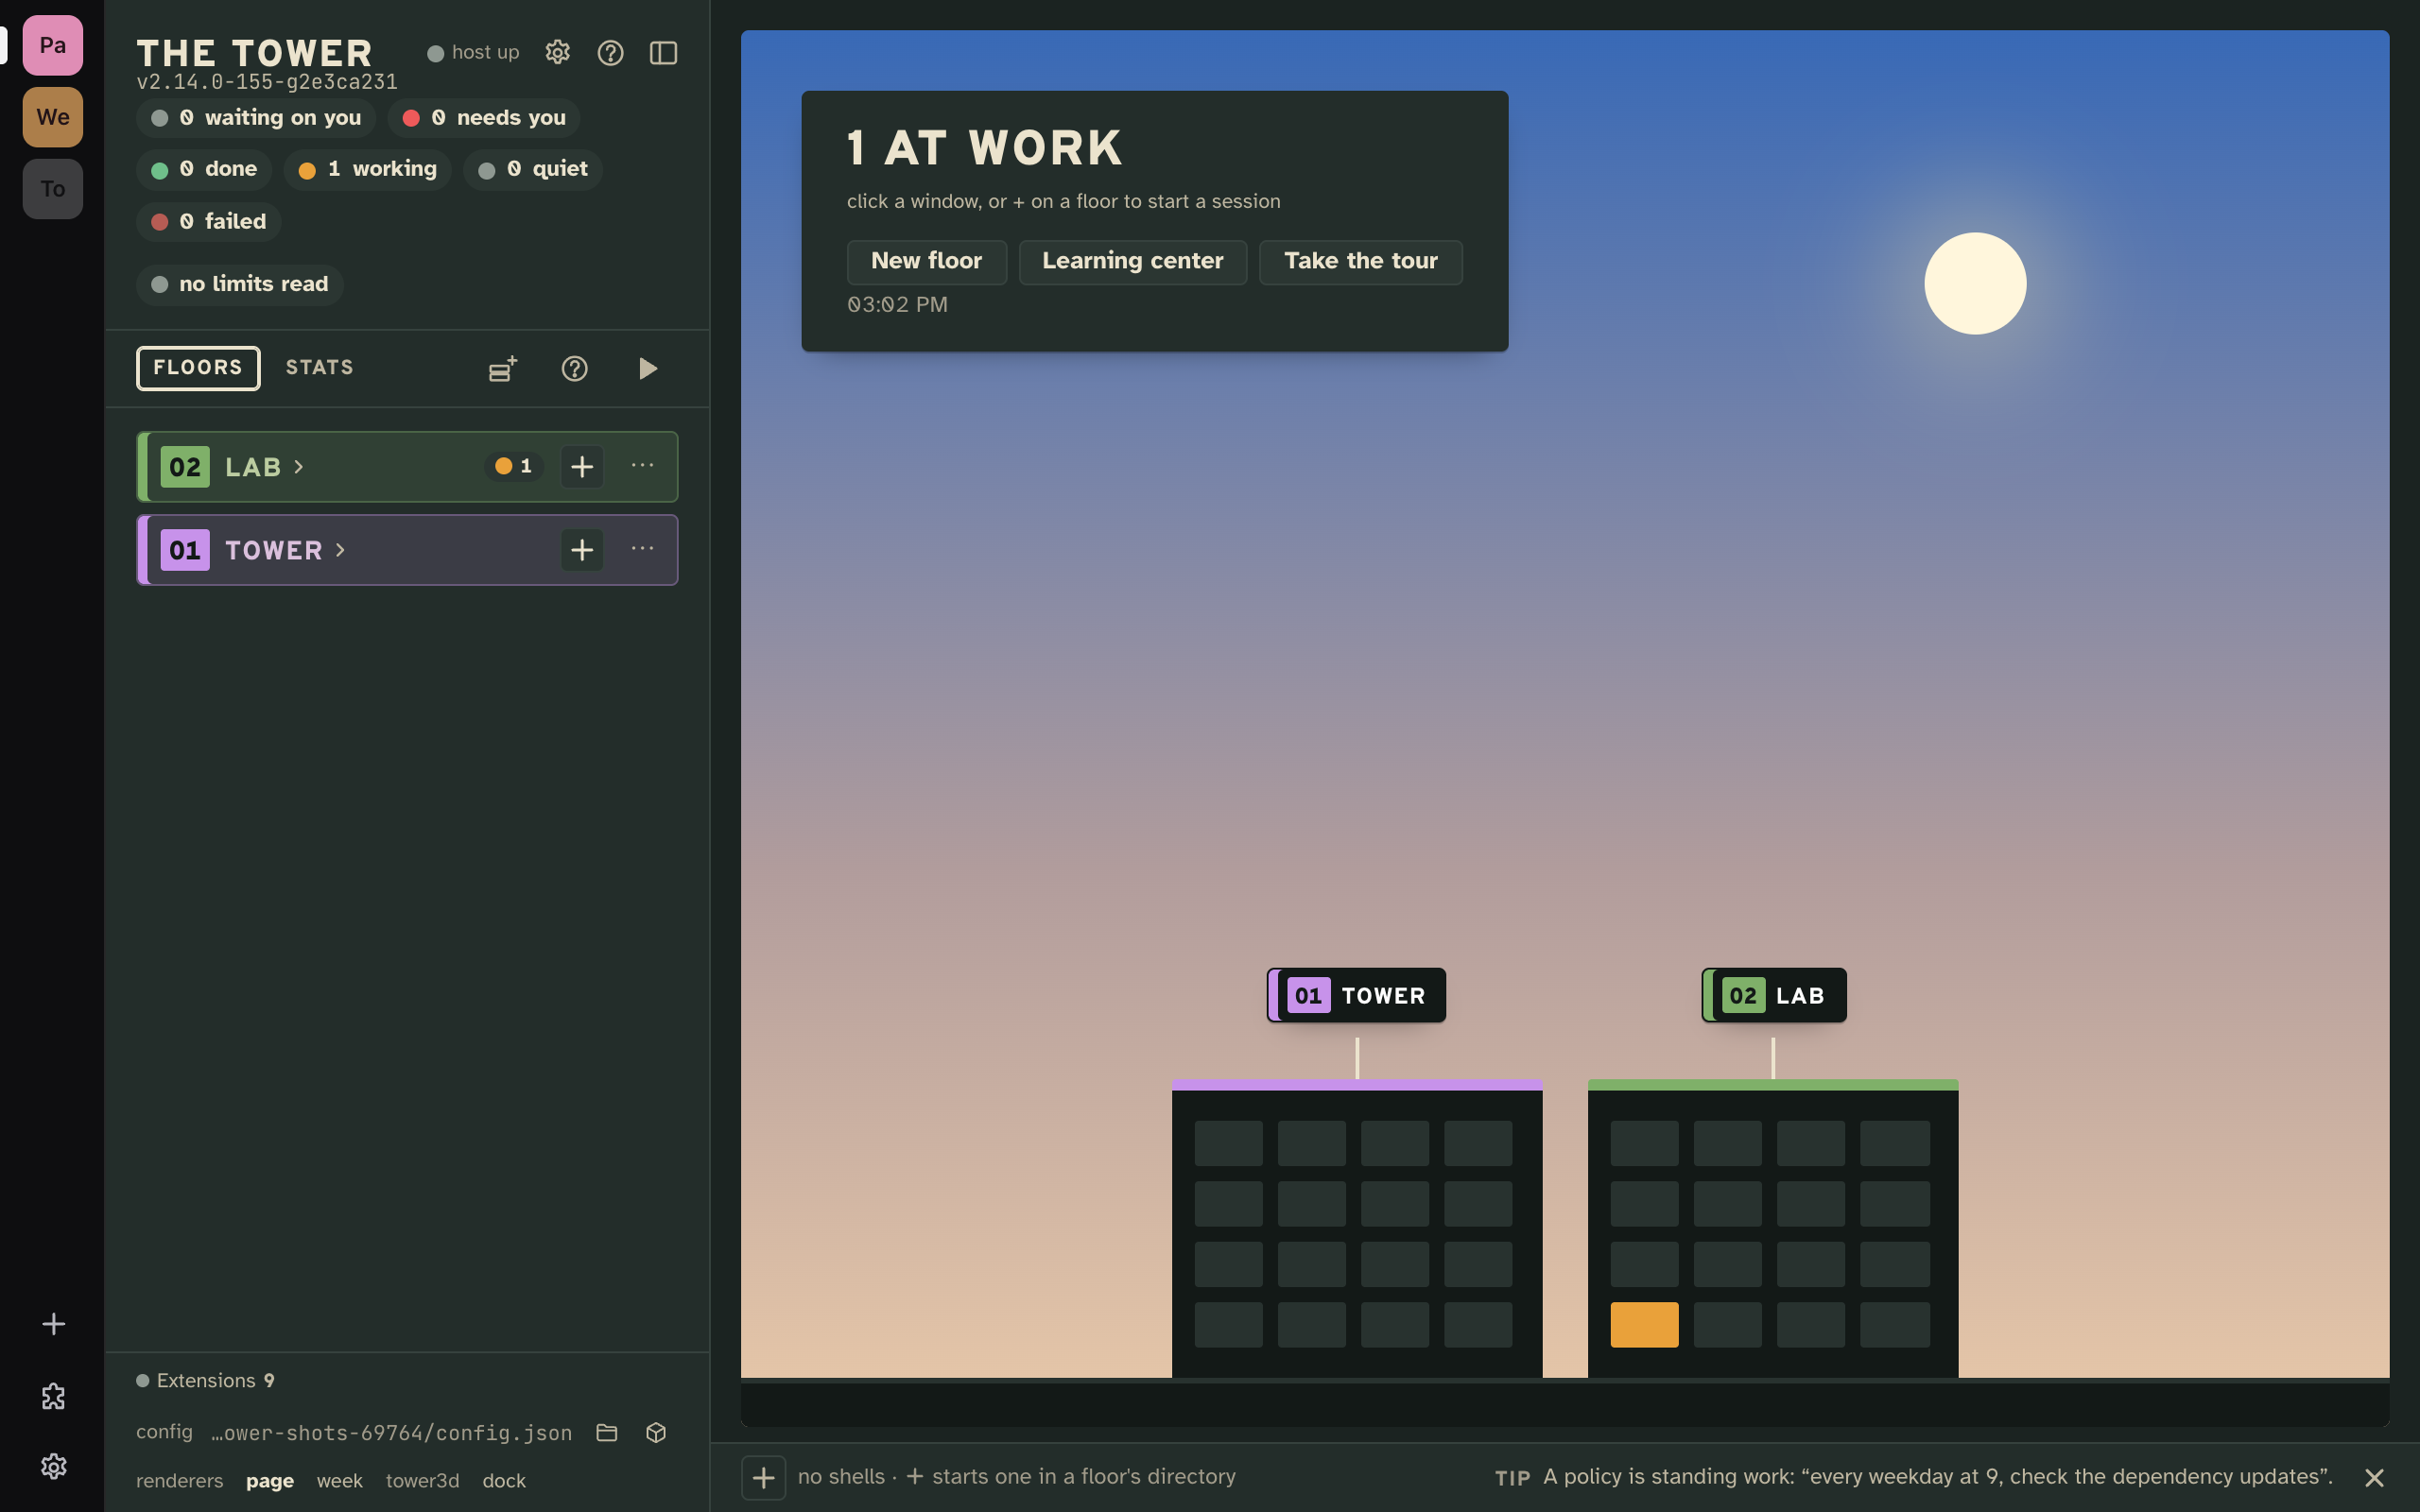 Pa
We
To
THE TOWER
host up
v2.14.0-155-g2e3ca231
0 waiting on you
0 needs you
0 done
1 working
0 quiet
0 failed
no limits read
FLOORS
STATS
02 LAB
1
01 TOWER
Extensions 9
config …ower-shots-69764/config.json
renderers page week tower3d dock
1 AT WORK
click a window, or + on a floor to start a session
New floor
Learning center
Take the tour
03:02 PM
01 TOWER
02 LAB
no shells · + starts one in a floor's directory
TIP A policy is standing work: “every weekday at 9, check the dependency updates”.